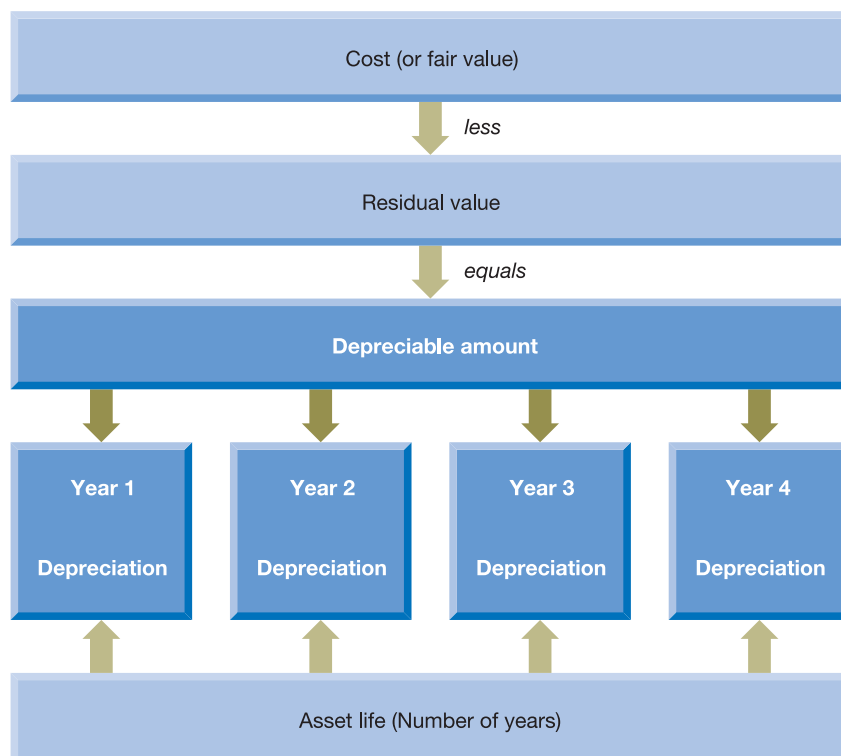 Cost (or fair value)
less
Residual value
equals
Depreciable amount
Year 1
Depreciation
Year 2
Depreciation
Year 3
Depreciation
Year 4
Depreciation
Asset life (Number of years)